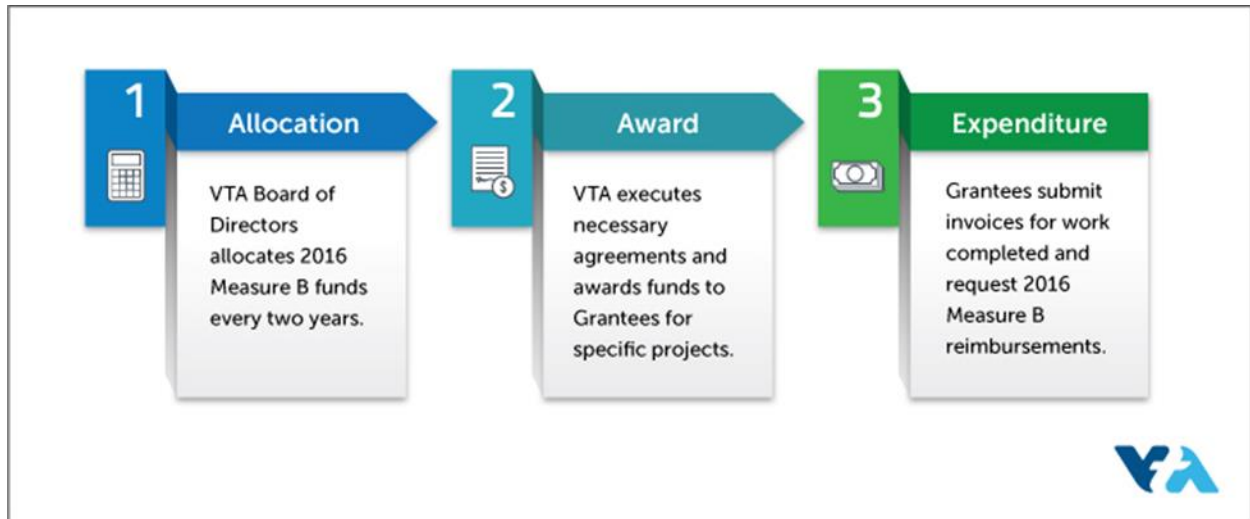 1
Allocation
VTA Board of
Directors
allocates 2016
Measure B funds
every two years.
2
Award
VTA executes
necessary
agreements and
awards funds to
Grantees for
specific projects.
3
Expenditure
Grantees submit
invoices for work
completed and
request 2016
Measure B
reimbursements.
VTA